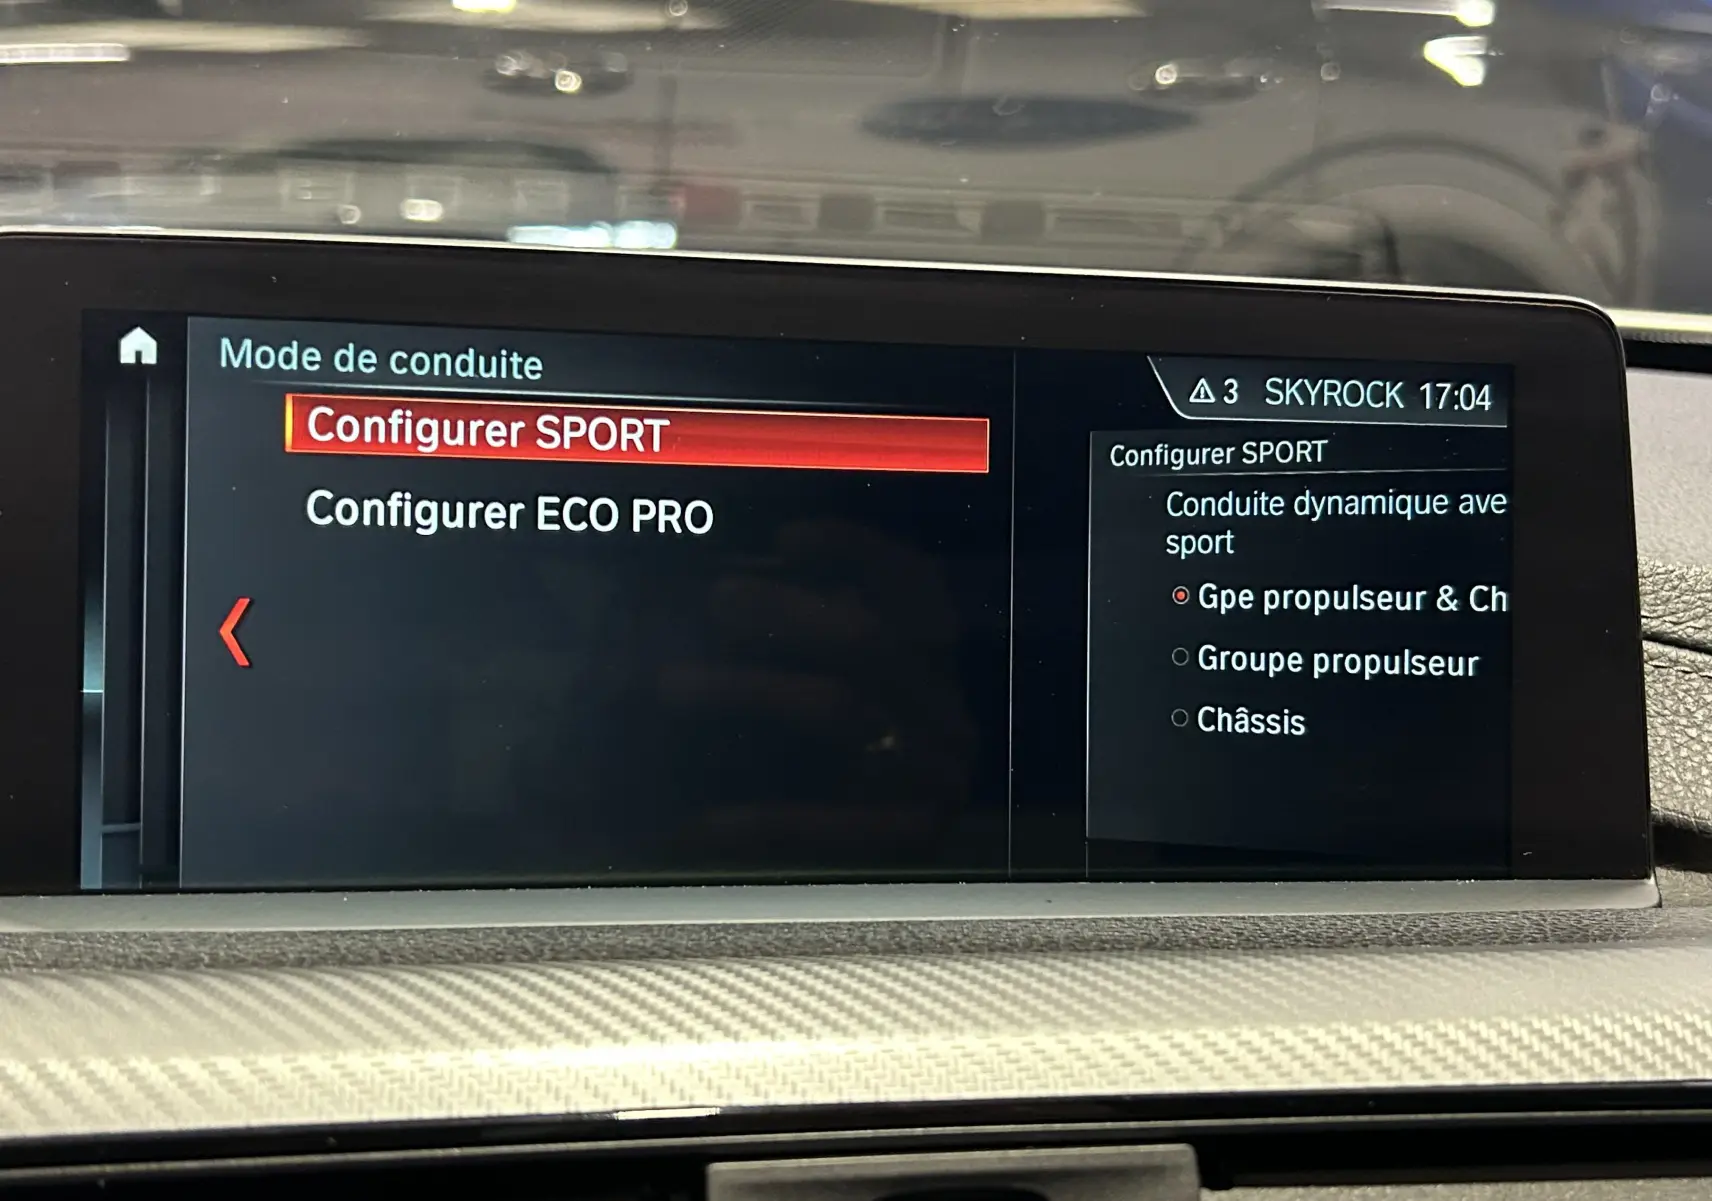 Mode de conduite
Configurer SPORT
Configurer ECO PRO
3 SKYROCK 17:04
Configurer SPORT
Conduite dynamique ave
sport
Gpe propulseur & Ch
Groupe propulseur
Châssis